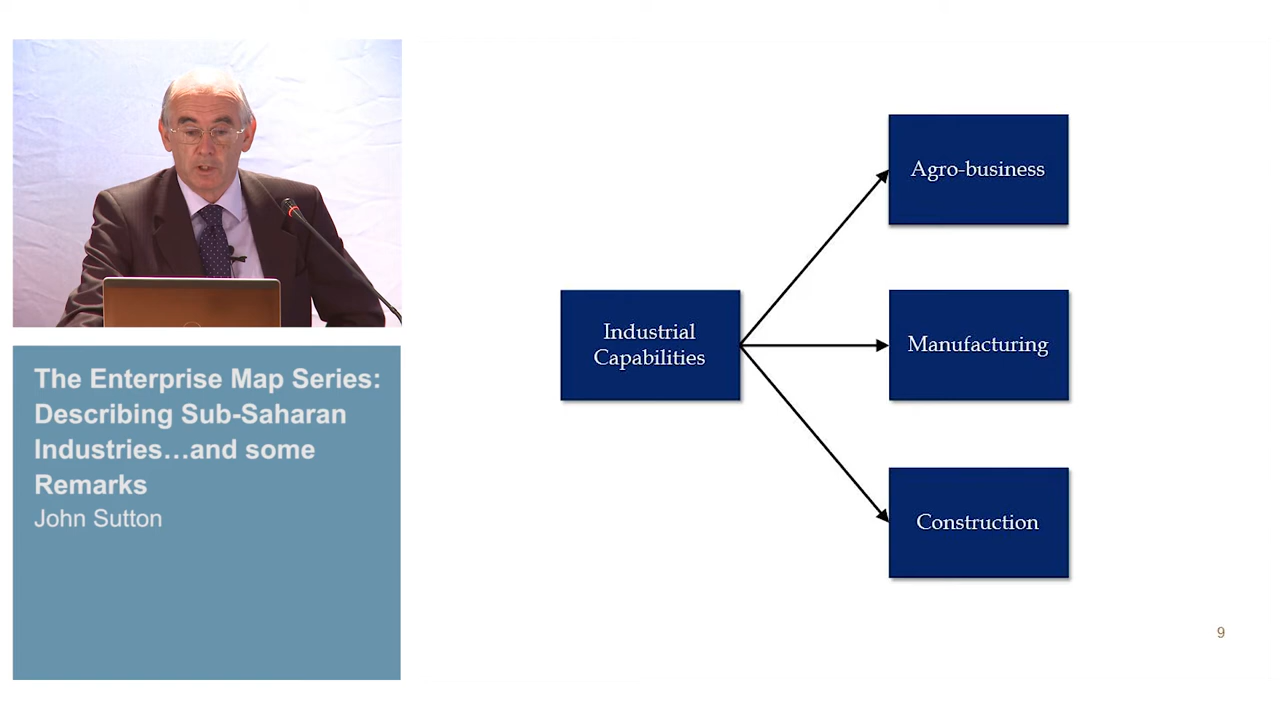 The Enterprise Map Series:
Describing Sub-Saharan
Industries…and some
Remarks
John Sutton
Industrial
Capabilities
Agro-business
Manufacturing
Construction
9